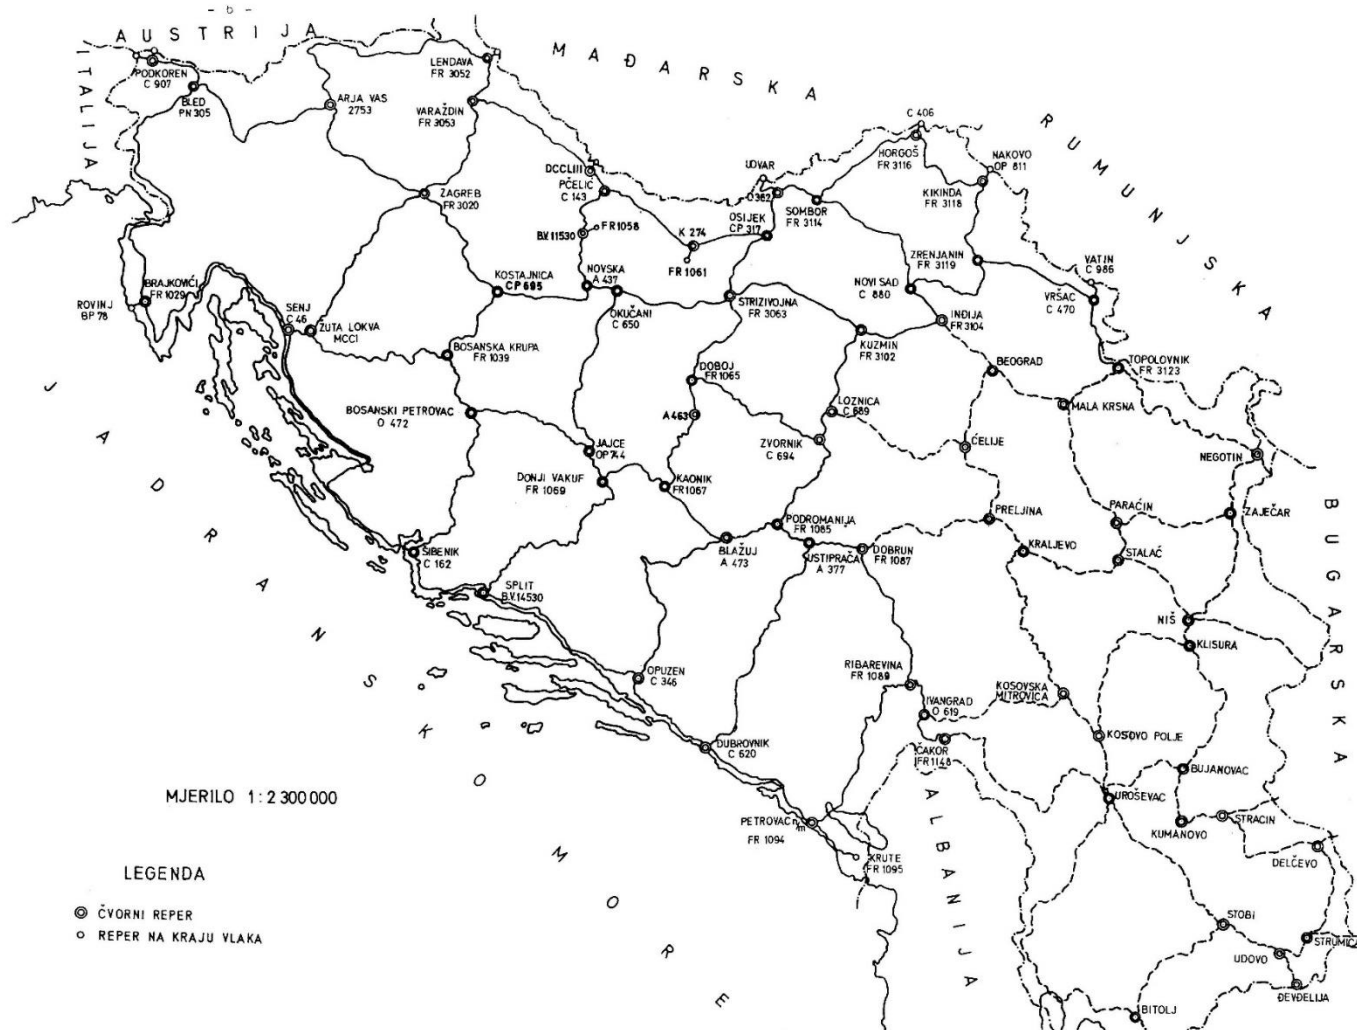 - 6 -
AUSTRIJA
MAĐARSKA
RUMUNJSKA
ITALIJA
BUGARSKA
ALBANIJA
JADRANSKO MORE
PODKOREN
C 907
BLED
PN 305
ARJA VAS
2753
LENDAVA
FR 3052
VARAŽDIN
FR 3053
ZAGREB
FR 3020
DCCLIII
PČELIĆ
C 143
B.V. 11530
FR 1058
K 274
FR 1061
UDVAR
O 362
OSIJEK
CP 317
SOMBOR
FR 3114
C 406
HORGOŠ
FR 3116
NAKOVO
OP 811
KIKINDA
FR 3118
ZRENJANIN
FR 3119
VATIN
C 986
VRŠAC
C 470
NOVI SAD
C 880
INĐIJA
FR 3104
ROVINJ
BP 78
BRAJKOVIĆI
FR 1029
SENJ
C 46
ŽUTA LOKVA
MCCI
KOSTAJNICA
CP 695
NOVSKA
A 437
OKUČANI
C 650
STRIZIVOJNA
FR 3063
KUZMIN
FR 3102
BOSANSKA KRUPA
FR 1039
BEOGRAD
TOPOLOVNIK
FR 3123
MALA KRSNA
DOBOJ
FR 1065
A 463
LOZNICA
C 689
ZVORNIK
C 694
ĆELIJE
NEGOTIN
BOSANSKI PETROVAC
O 472
JAJCE
OP 744
DONJI VAKUF
FR 1069
KAONIK
FR 1067
PODROMANIJA
FR 1085
PRELJINA
PARAĆIN
ZAJEČAR
ŠIBENIK
C 162
BLAŽUJ
A 473
USTIPRAČA
A 377
DOBRUN
FR 1087
KRALJEVO
STALAĆ
SPLIT
B.V. 14530
NIŠ
KLISURA
OPUZEN
C 346
RIBAREVINA
FR 1089
IVANGRAD
O 619
KOSOVSKA
MITROVICA
ČAKOR
FR 1148
KOSOVO POLJE
DUBROVNIK
C 620
BUJANOVAC
UROŠEVAC
PETROVAC n/m
FR 1094
KUMANOVO
STRACIN
DELČEVO
KRUTE
FR 1095
STOBI
STRUMICA
UDOVO
ĐEVĐELIJA
BITOLJ
MJERILO 1:2 300 000
LEGENDA
ČVORNI REPER
REPER NA KRAJU VLAKA